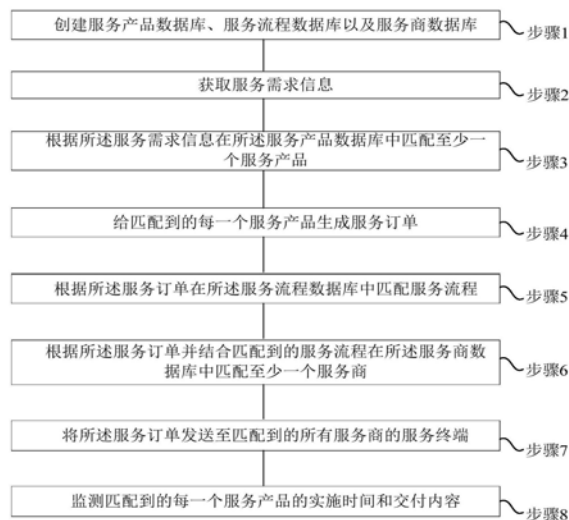 创建服务产品数据库、服务流程数据库以及服务商数据库
步骤1
获取服务需求信息
步骤2
根据所述服务需求信息在所述服务产品数据库中匹配至少一
个服务产品
步骤3
给匹配到的每一个服务产品生成服务订单
步骤4
根据所述服务订单在所述服务流程数据库中匹配服务流程
步骤5
根据所述服务订单并结合匹配到的服务流程在所述服务商数
据库中匹配至少一个服务商
步骤6
将所述服务订单发送至匹配到的所有服务商的服务终端
步骤7
监测匹配到的每一个服务产品的实施时间和交付内容
步骤8